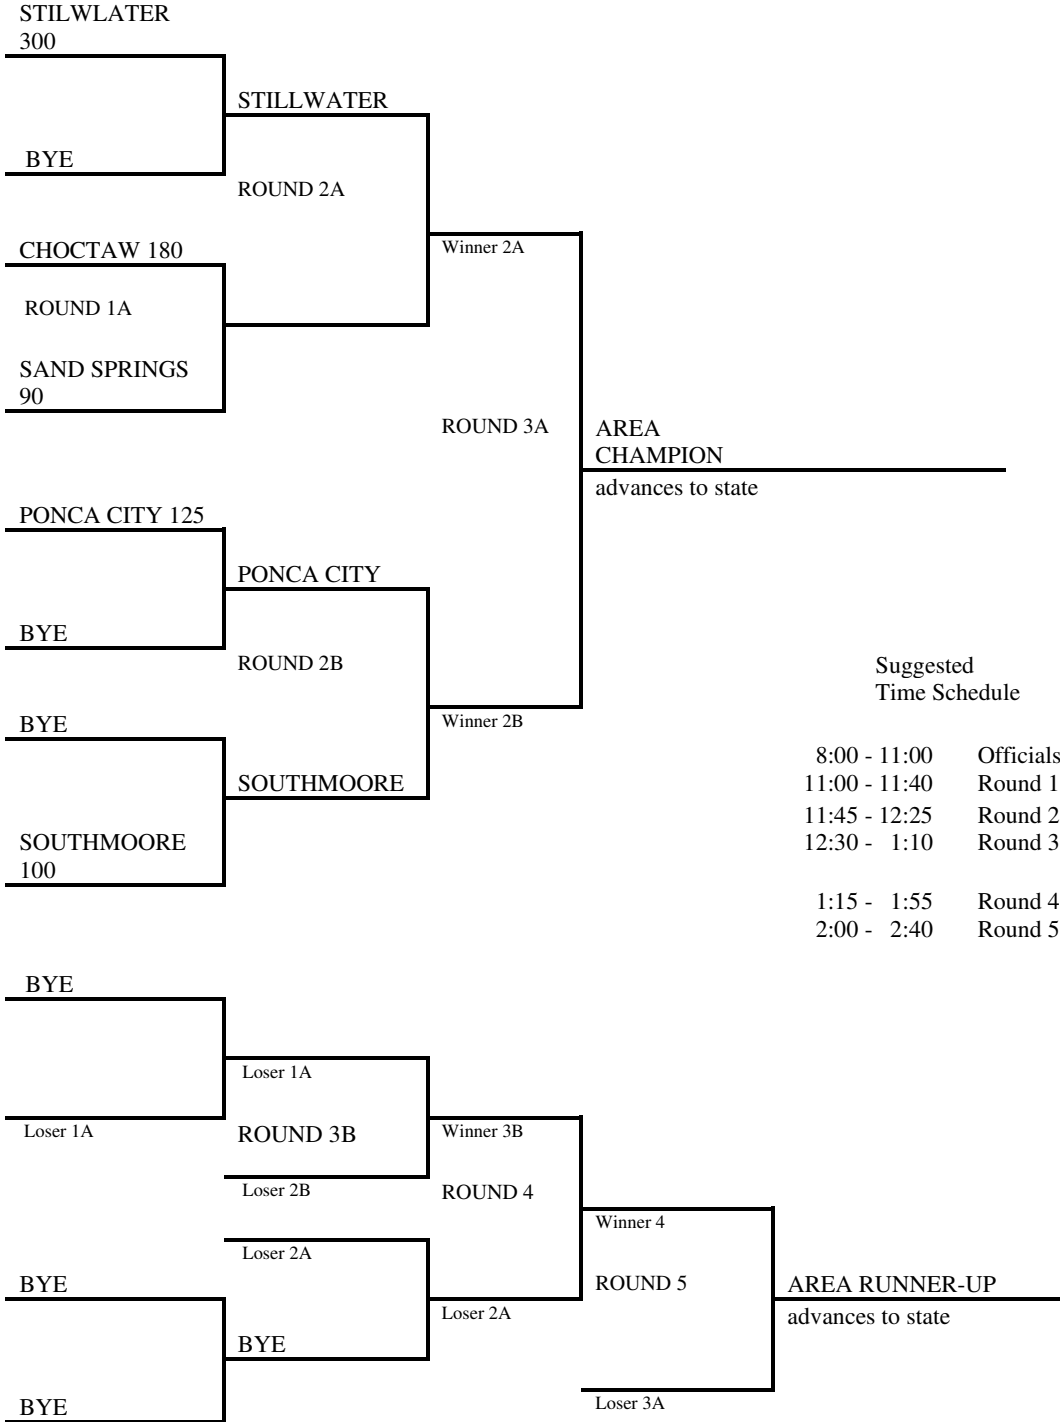 STILWLATER
300
STILLWATER
BYE
ROUND 2A
CHOCTAW 180
Winner 2A
ROUND 1A
SAND SPRINGS
90
ROUND 3A
AREA
CHAMPION
advances to state
PONCA CITY 125
PONCA CITY
BYE
ROUND 2B
BYE
Winner 2B
SOUTHMOORE
SOUTHMOORE
100
Suggested
Time Schedule
8:00 - 11:00 Officials
11:00 - 11:40 Round 1
11:45 - 12:25 Round 2
12:30 - 1:10 Round 3
1:15 - 1:55 Round 4
2:00 - 2:40 Round 5
BYE
Loser 1A
Loser 1A
ROUND 3B
Winner 3B
Loser 2B
ROUND 4
Winner 4
Loser 2A
BYE
ROUND 5
AREA RUNNER-UP
advances to state
Loser 2A
BYE
Loser 3A
BYE